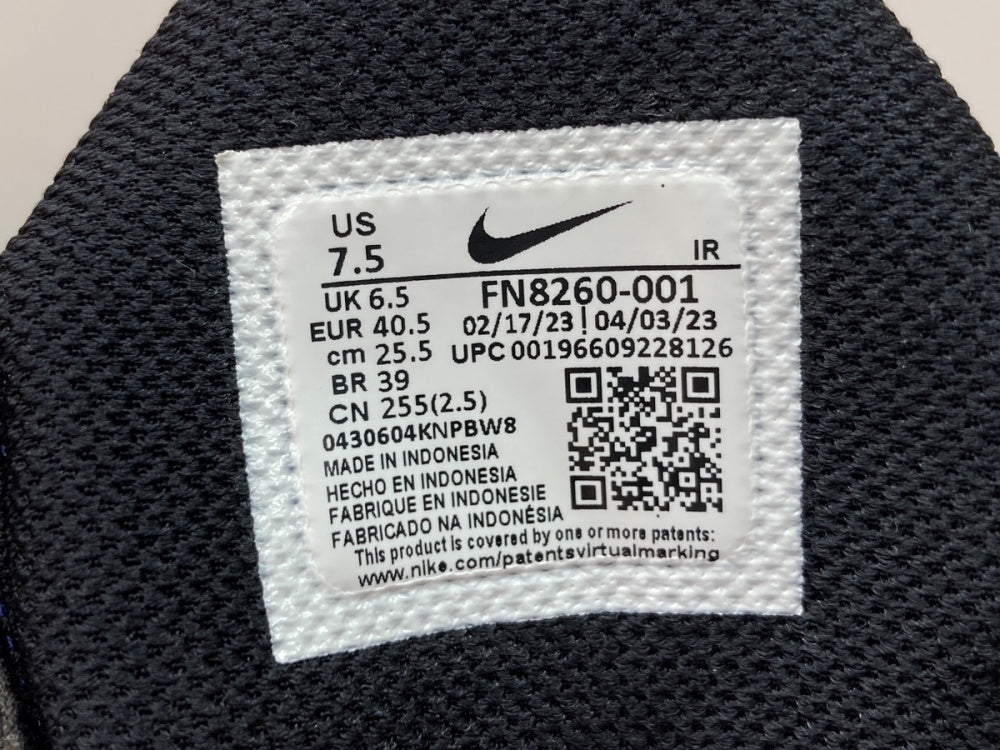 US
7.5
IR
UK 6.5
FN8260-001
EUR 40.5
02/17/23 | 04/03/23
cm 25.5
UPC 00196609228126
BR 39
CN 255(2.5)
0430604KNPBW8
MADE IN INDONESIA
HECHO EN INDONESIA
FABRIQUE EN INDONESIE
FABRICADO NA INDONÉSIA
This product is covered by one or more patents:
www.nike.com/patentsvirtualmarking